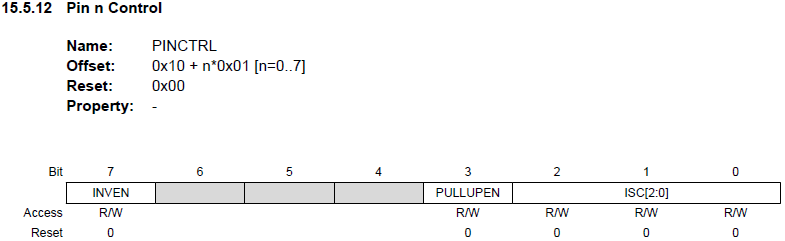 15.5.12 Pin n Control
Name: PINCTRL
Offset: 0x10 + n*0x01 [n=0..7]
Reset: 0x00
Property: -
Bit 7 6 5 4 3 2 1 0
INVEN PULLUPEN ISC[2:0]
Access R/W R/W R/W R/W R/W
Reset 0 0 0 0 0